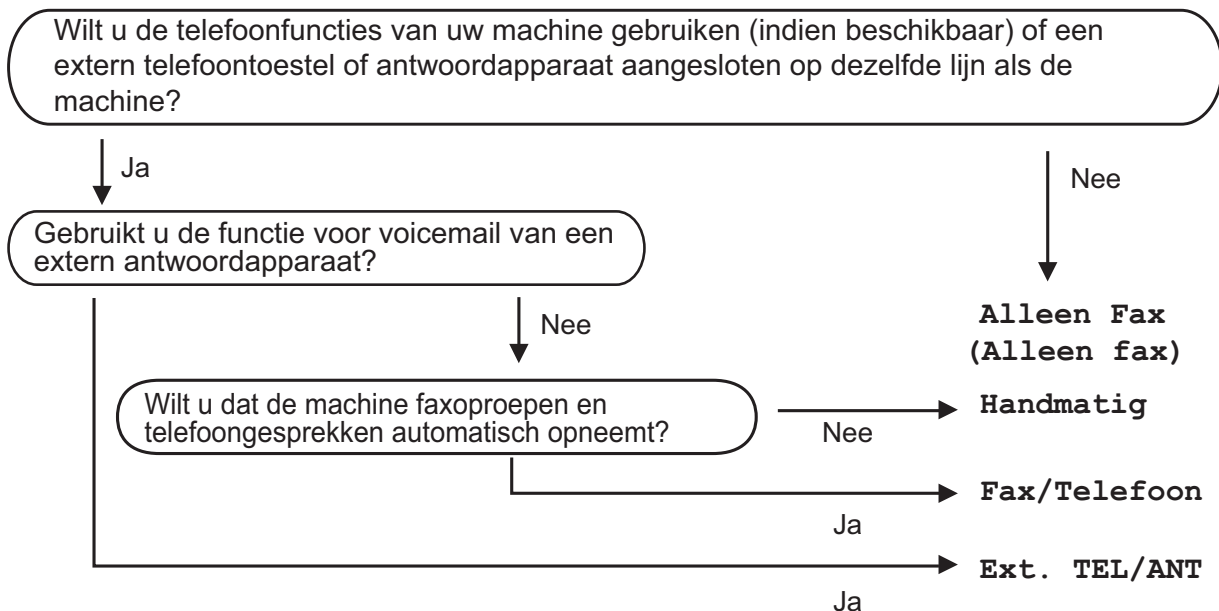 Wilt u de telefoonfuncties van uw machine gebruiken (indien beschikbaar) of een
extern telefoontoestel of antwoordapparaat aangesloten op dezelfde lijn als de
machine?
Ja
Nee
Gebruikt u de functie voor voicemail van een
extern antwoordapparaat?
Nee
Alleen Fax
(Alleen fax)
Wilt u dat de machine faxoproepen en
telefoongesprekken automatisch opneemt?
Nee
Handmatig
Ja
Fax/Telefoon
Ja
Ext. TEL/ANT